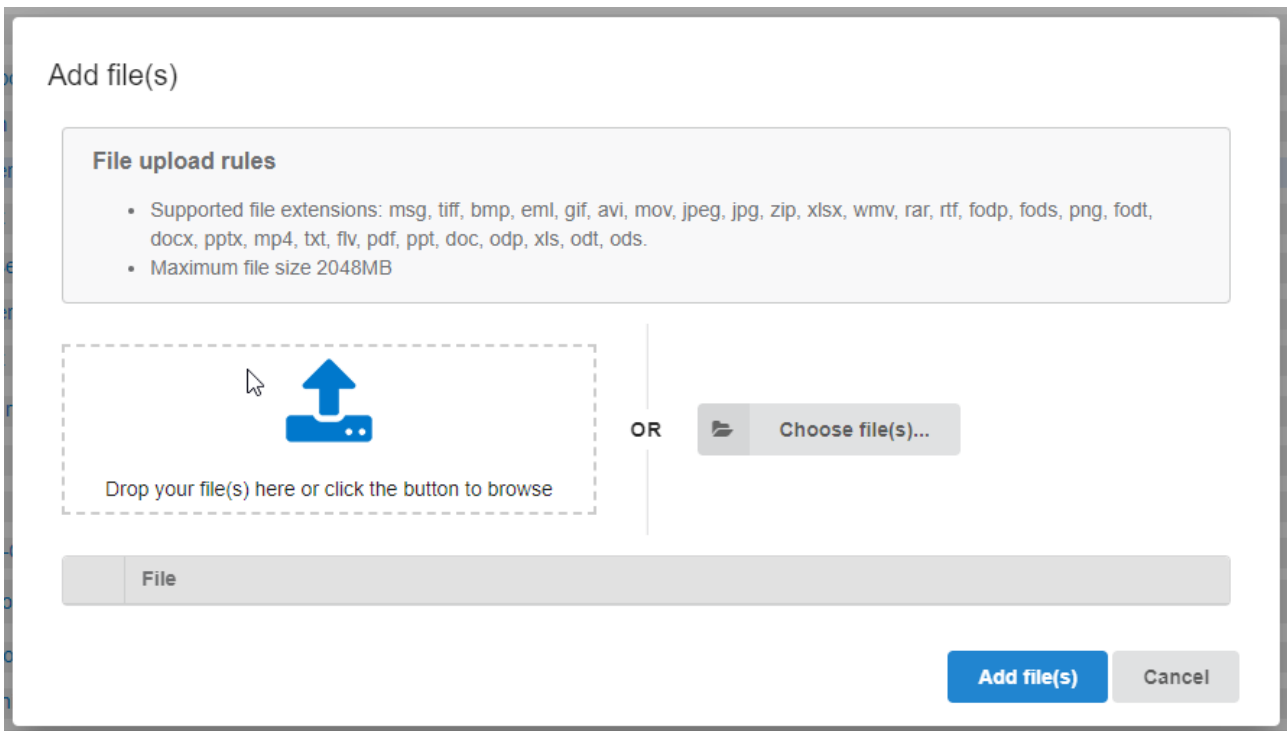 Add file(s)
File upload rules
• Supported file extensions: msg, tiff, bmp, eml, gif, avi, mov, jpeg, jpg, zip, xlsx, wmv, rar, rtf, fodp, fods, png, fodt,
docx, pptx, mp4, txt, flv, pdf, ppt, doc, odp, xls, odt, ods.
• Maximum file size 2048MB
Drop your file(s) here or click the button to browse
OR
Choose file(s)...
File
Add file(s)
Cancel